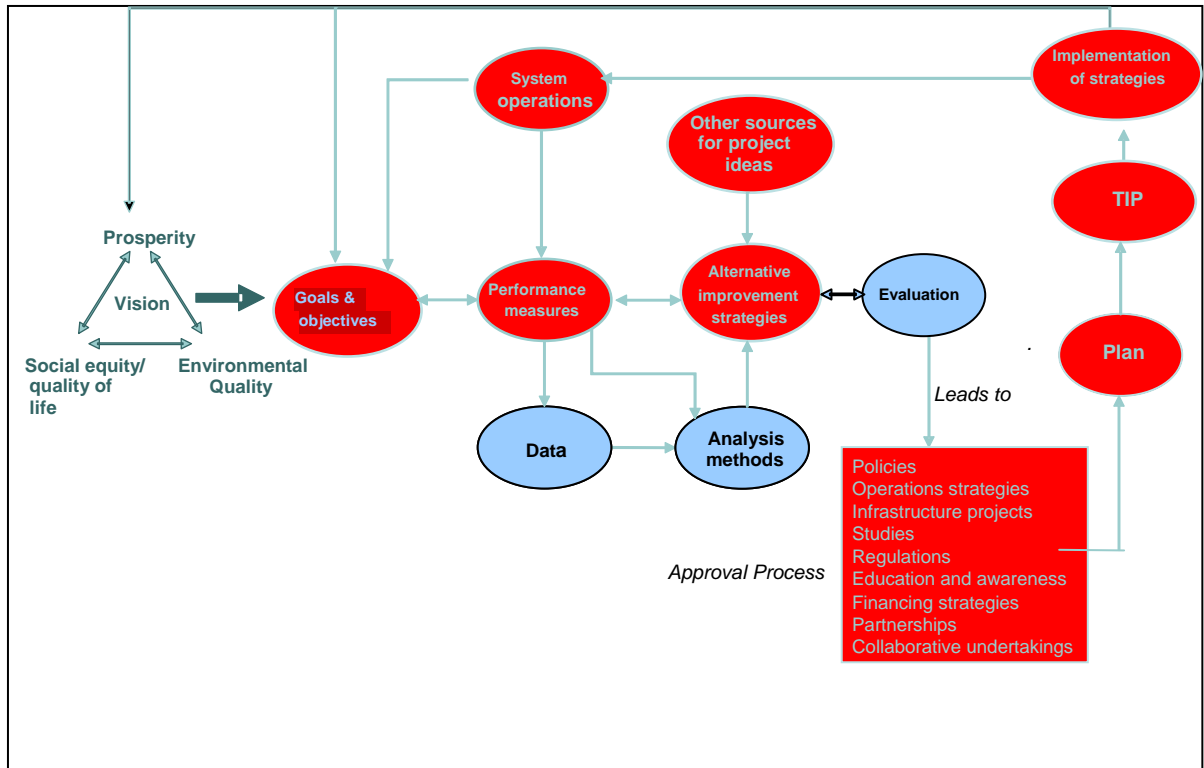 Implementation
of strategies
System
operations
Other sources
for project
ideas
TIP
Prosperity
Vision
Social equity/
quality of
life
Environmental
Quality
Goals &
objectives
Performance
measures
Alternative
improvement
strategies
Evaluation
.
Plan
Leads to
Data
Analysis
methods
Policies
Operations strategies
Infrastructure projects
Studies
Regulations
Education and awareness
Financing strategies
Partnerships
Collaborative undertakings
Approval Process